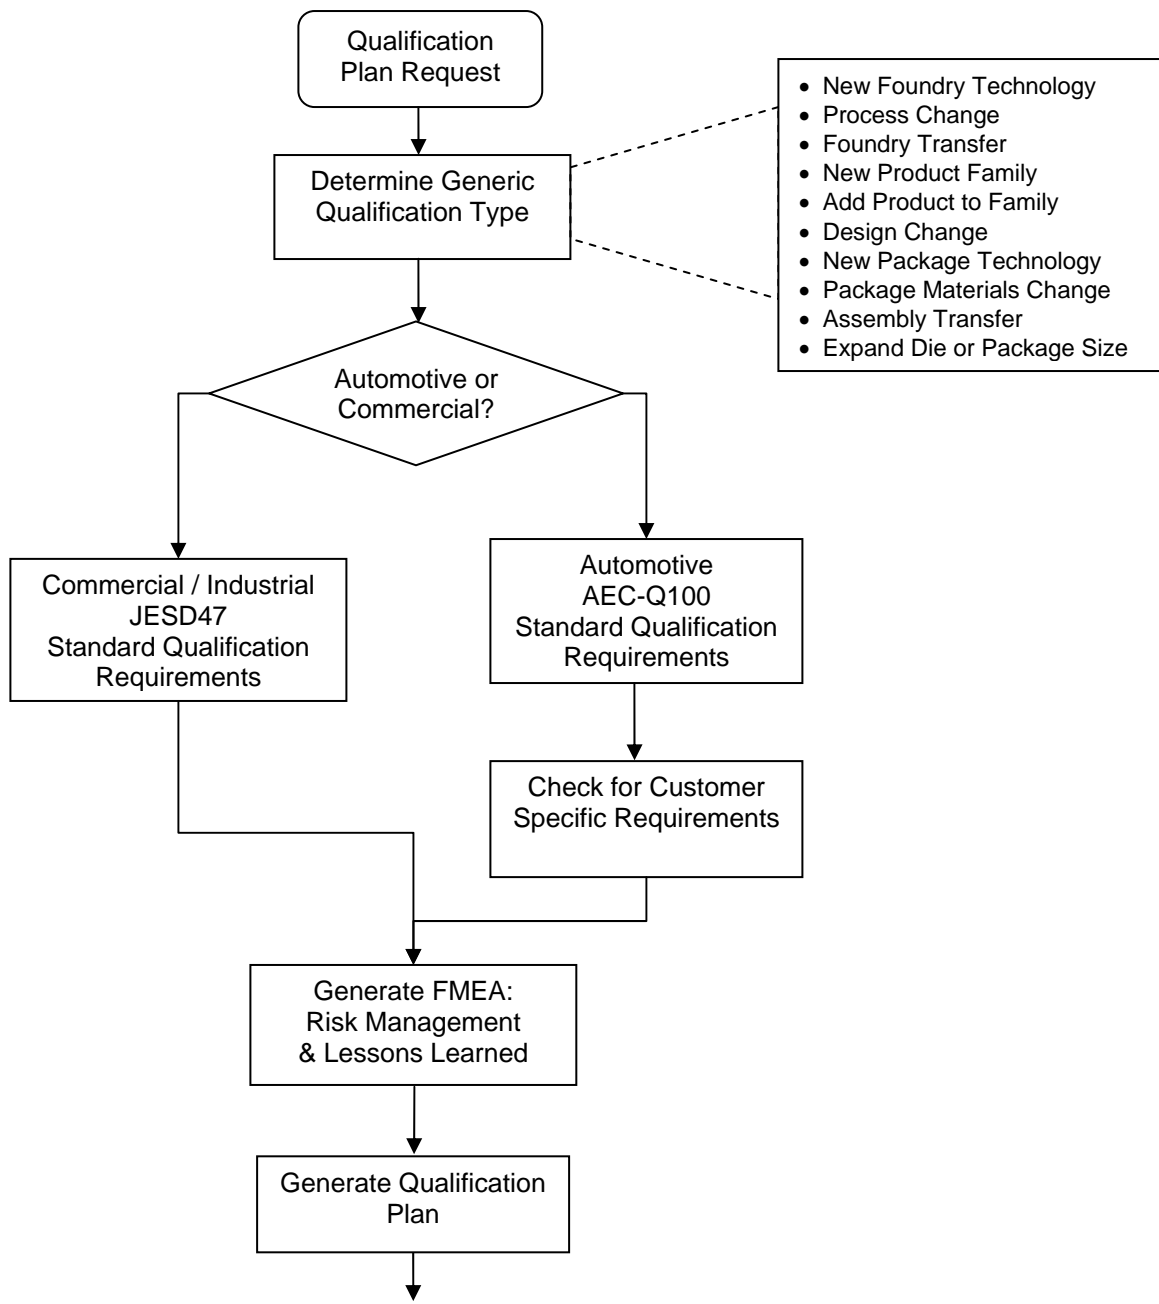 Qualification
Plan Request
Determine Generic
Qualification Type
• New Foundry Technology
• Process Change
• Foundry Transfer
• New Product Family
• Add Product to Family
• Design Change
• New Package Technology
• Package Materials Change
• Assembly Transfer
• Expand Die or Package Size
Automotive or
Commercial?
Commercial / Industrial
JESD47
Standard Qualification
Requirements
Automotive
AEC-Q100
Standard Qualification
Requirements
Check for Customer
Specific Requirements
Generate FMEA:
Risk Management
& Lessons Learned
Generate Qualification
Plan